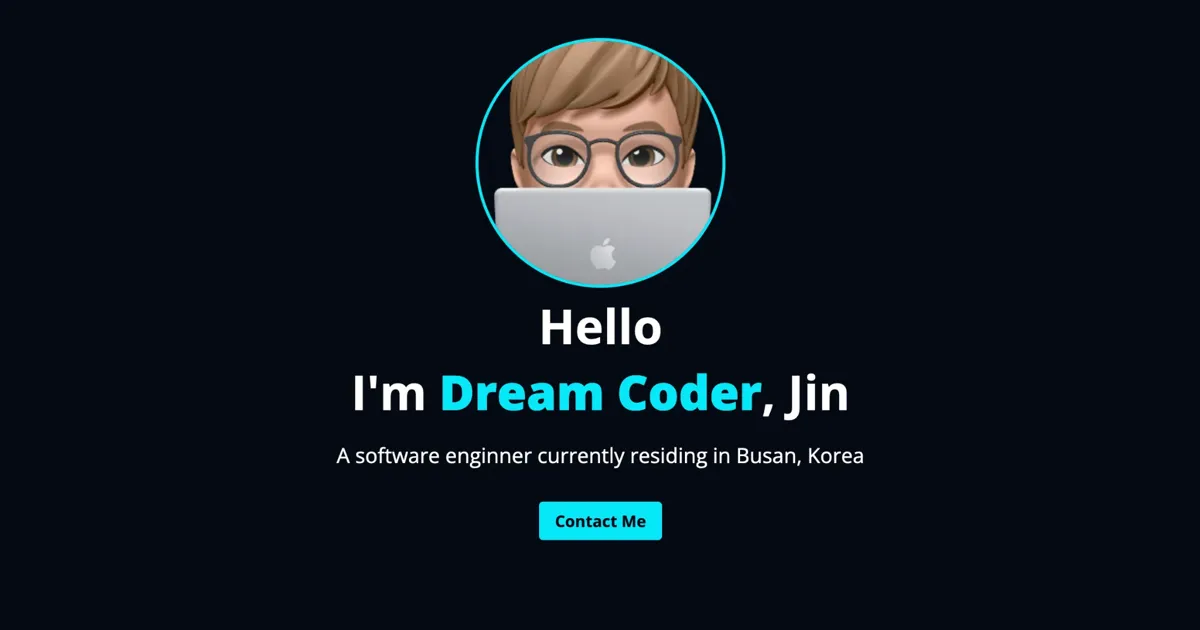 Hello
I'm Dream Coder, Jin
A software enginner currently residing in Busan, Korea
Contact Me